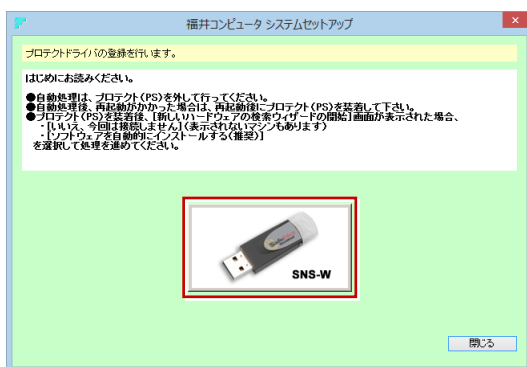 福井コンピュータ システムセットアップ
プロテクトドライバの登録を行います。
はじめにお読みください。
●自動処理は、プロテクト(PS)を外して行ってください。
●自動処理後、再起動がかかった場合は、再起動後にプロテクト(PS)を装着して下さい。
●プロテクト(PS)を装着後、[新しいハードウェアの検索ウィザードの開始]画面が表示された場合、
・[いいえ、今回は接続しません](表示されないマシンもあります)
・[ソフトウェアを自動的にインストールする(推奨)]
を選択して処理を進めてください。
SNS-W
閉じる